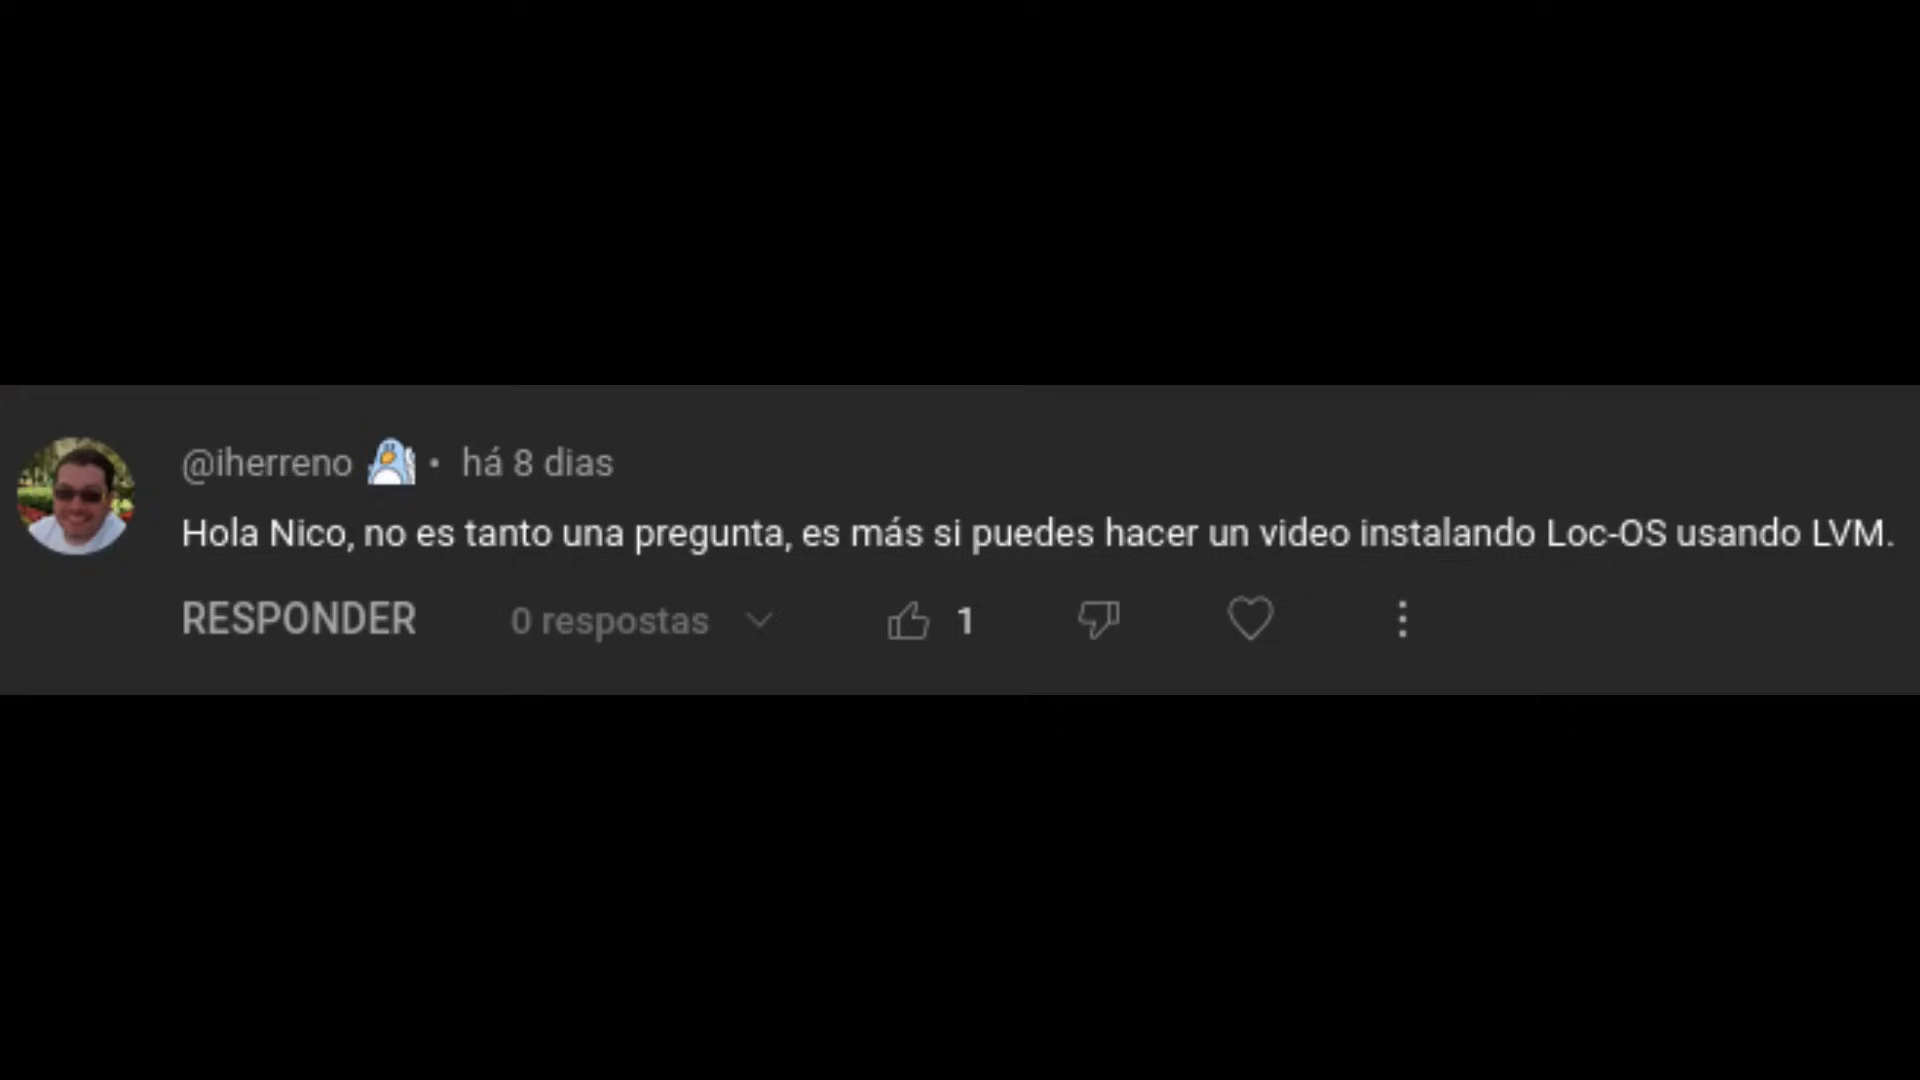 @iherreno • há 8 dias
Hola Nico, no es tanto una pregunta, es más si puedes hacer un video instalando Loc-OS usando LVM.
RESPONDER 0 respostas 1